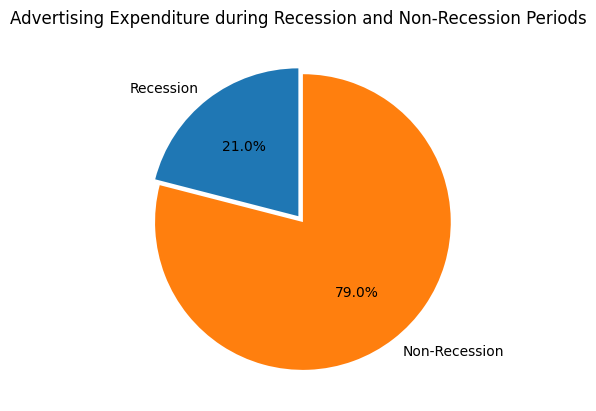 Advertising Expenditure during Recession and Non-Recession Periods
Recession
21.0%
79.0%
Non-Recession